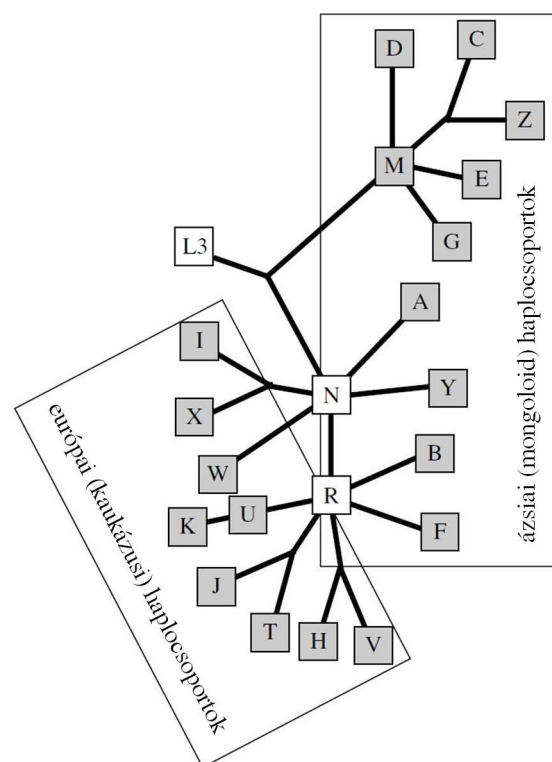 D
C
Z
M
E
G
L3
A
I
N
Y
X
W
B
R
K
U
F
J
T
H
V
ázsiai (mongoloid) haplocsoportok
európai (kaukázusi) haplocsoportok